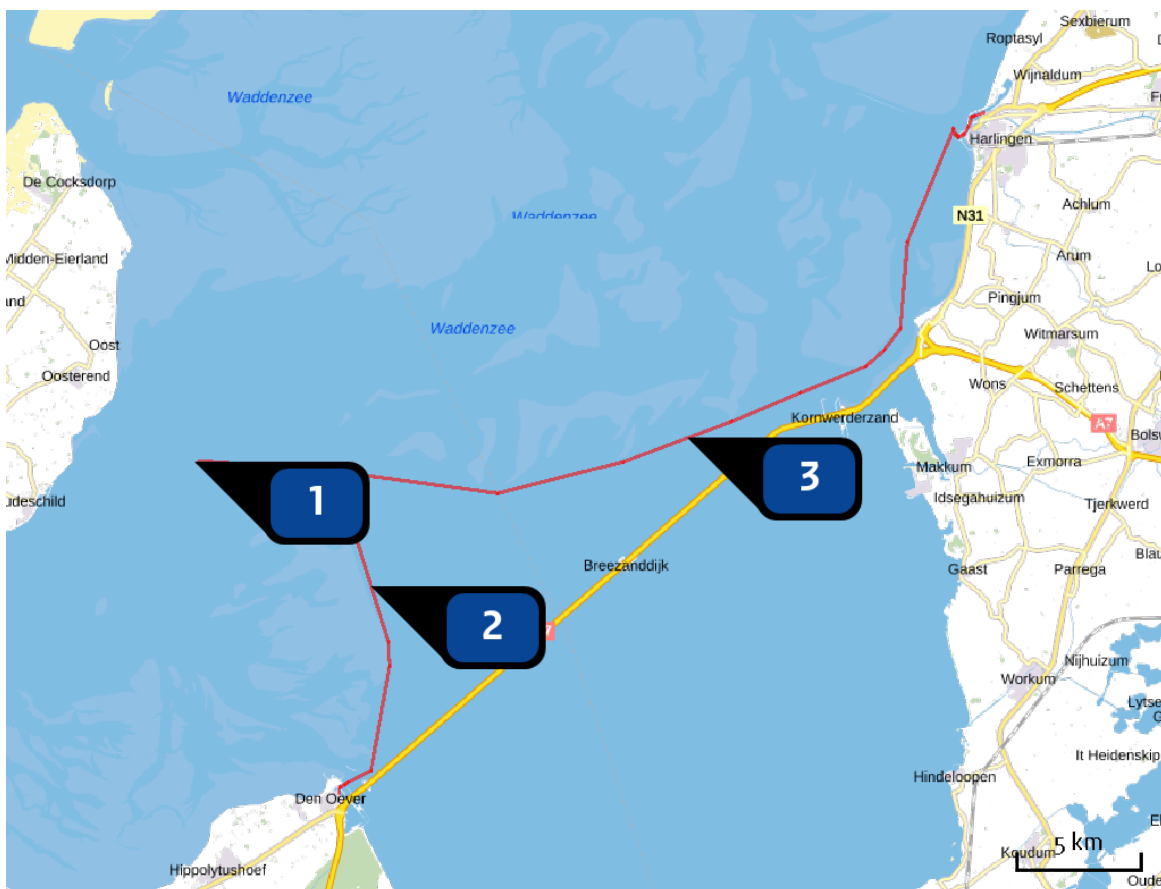 Sexbierum
Roptasyl
Wijnaldum
Waddenzee
Harlingen
De Cocksdorp
Achlum
Waddenzee
N31
Arum
Midden-Eierland
Pingjum
Waddenzee
Witmarsum
Oost
Oosterend
Wons
Schettens
Kornwerderzand
A7
Makkum
Exmorra
1
3
Idsegahuizum
Tjerkwerd
Breezanddijk
Gaast
Parrega
2
7
Nijhuizum
Workum
Hindeloopen
It Heidenskip
Den Oever
5 km
Koudum
Hippolytushoef